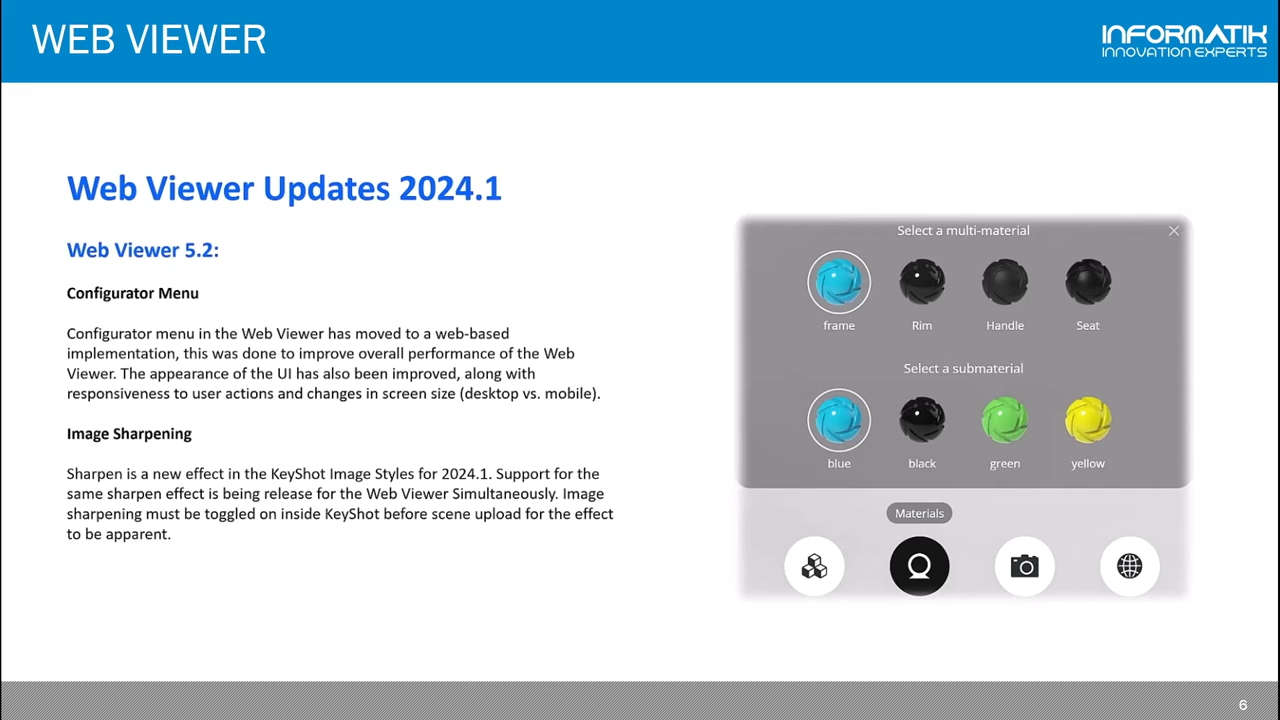 WEB VIEWER
INFORMATIK
INNOVATION EXPERTS
Web Viewer Updates 2024.1
Web Viewer 5.2:
Configurator Menu
Configurator menu in the Web Viewer has moved to a web-based
implementation, this was done to improve overall performance of the Web
Viewer. The appearance of the UI has also been improved, along with
responsiveness to user actions and changes in screen size (desktop vs. mobile).
Image Sharpening
Sharpen is a new effect in the KeyShot Image Styles for 2024.1. Support for the
same sharpen effect is being release for the Web Viewer Simultaneously. Image
sharpening must be toggled on inside KeyShot before scene upload for the effect
to be apparent.
Select a multi-material
frame Rim Handle Seat
Select a submaterial
blue black green yellow
Materials
6